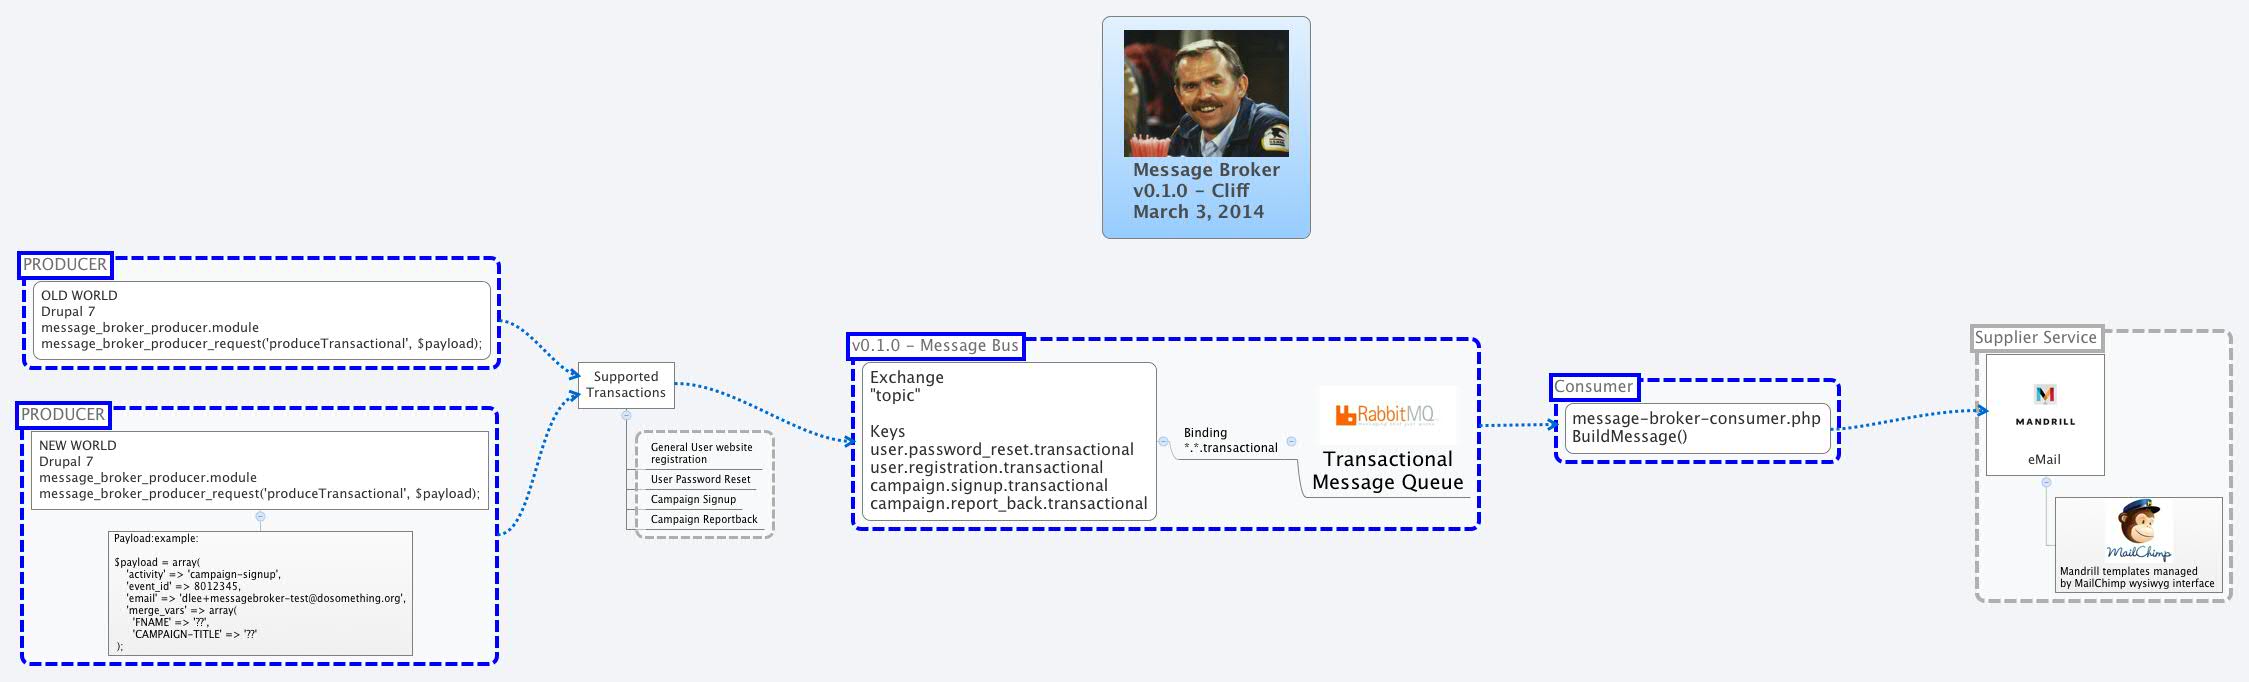 Message Broker
v0.1.0 - Cliff
March 3, 2014
PRODUCER
OLD WORLD
Drupal 7
message_broker_producer.module
message_broker_producer_request('produceTransactional', $payload);
PRODUCER
NEW WORLD
Drupal 7
message_broker_producer.module
message_broker_producer_request('produceTransactional', $payload);
Payload:example:
$payload = array(
'activity' => 'campaign-signup',
'event_id' => 8012345,
'email' => 'dlee+messagebroker-test@dosomething.org',
'merge_vars' => array(
'FNAME' => '??',
'CAMPAIGN-TITLE' => '??'
);
Supported
Transactions
General User website
registration
User Password Reset
Campaign Signup
Campaign Reportback
v0.1.0 - Message Bus
Exchange
"topic"
Keys
user.password_reset.transactional
user.registration.transactional
campaign.signup.transactional
campaign.report_back.transactional
Binding
*.*.transactional
RabbitMQ
Transactional
Message Queue
Consumer
message-broker-consumer.php
BuildMessage()
Supplier Service
MANDRILL
eMail
MailChimp
Mandrill templates managed
by MailChimp wysiwyg interface